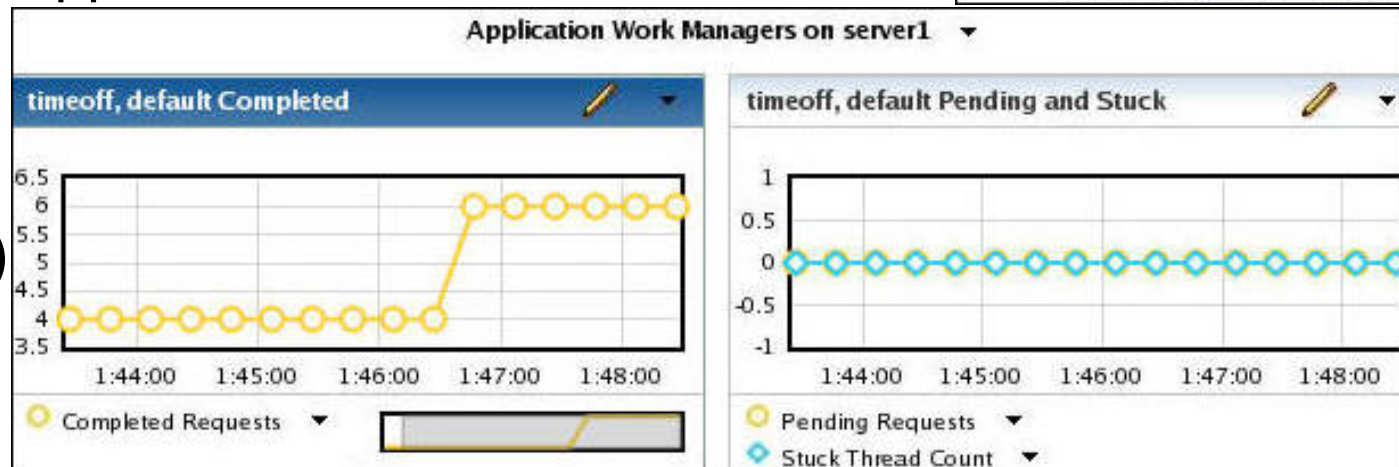 Application Work Managers on server1
timeoff, default Completed
6.5
6
5.5
5
4.5
4
3.5
1:44:00 1:45:00 1:46:00 1:47:00 1:48:00
Completed Requests
timeoff, default Pending and Stuck
1
0.5
0
-0.5
-1
1:44:00 1:45:00 1:46:00 1:47:00 1:48:00
Pending Requests
Stuck Thread Count